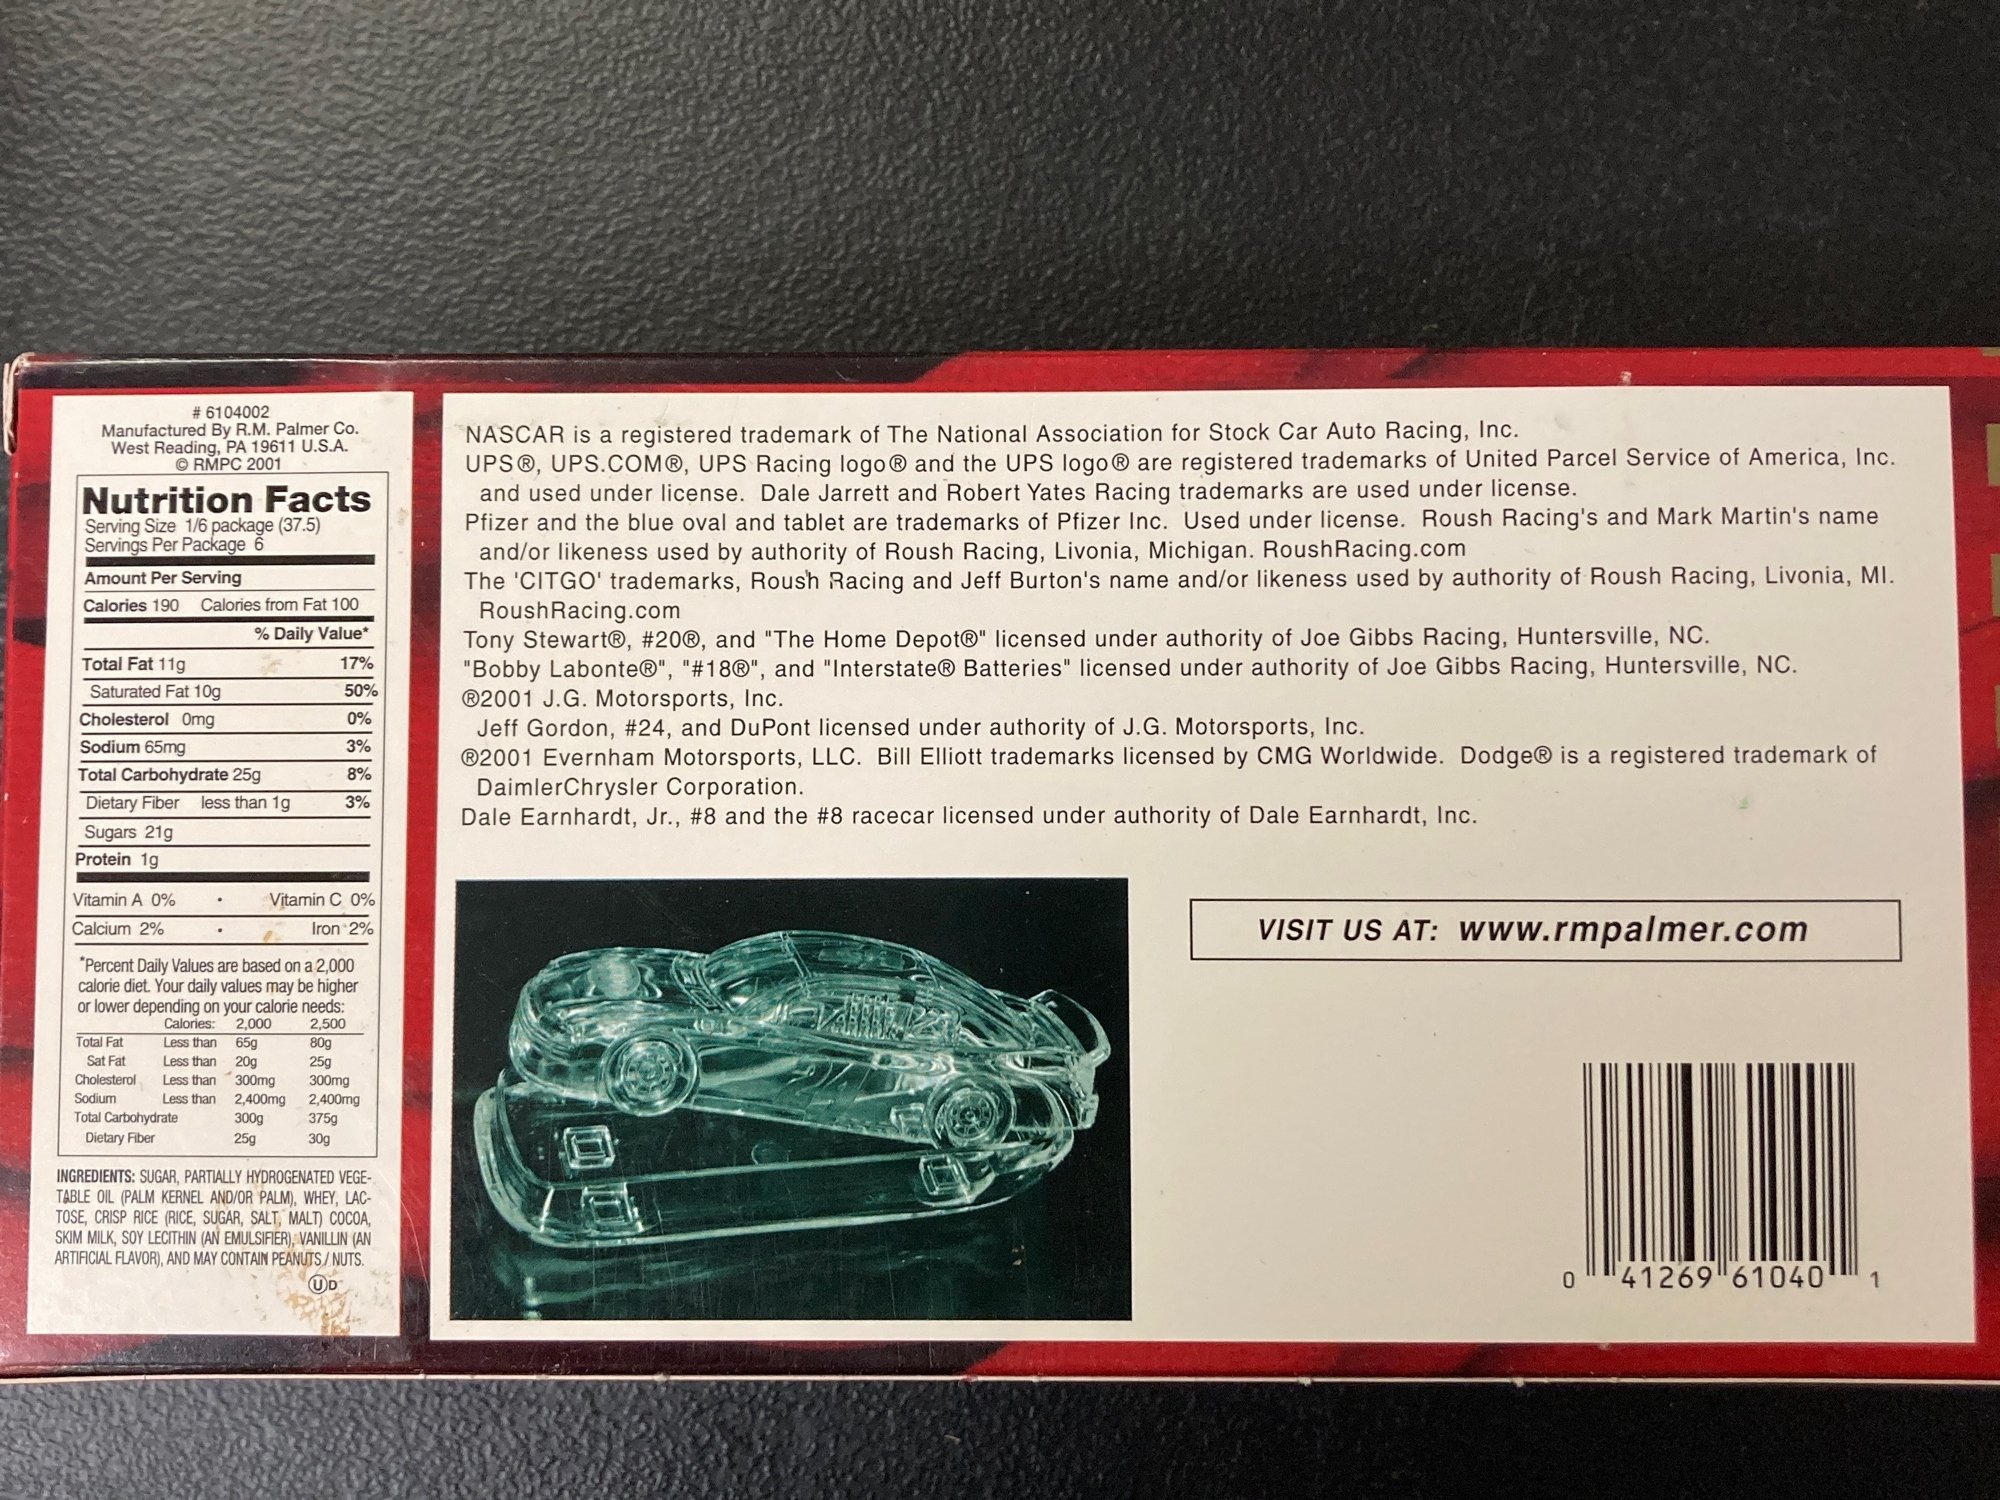 # 6104002
Manufactured By R.M. Palmer Co.
West Reading, PA 19611 U.S.A.
© RMPC 2001
Nutrition Facts
Serving Size 1/6 package (37.5)
Servings Per Package 6
Amount Per Serving
Calories 190 Calories from Fat 100
% Daily Value*
Total Fat 11g 17%
Saturated Fat 10g 50%
Cholesterol 0mg 0%
Sodium 65mg 3%
Total Carbohydrate 25g 8%
Dietary Fiber less than 1g 3%
Sugars 21g
Protein 1g
Vitamin A 0% • Vitamin C 0%
Calcium 2% • Iron 2%
*Percent Daily Values are based on a 2,000
calorie diet. Your daily values may be higher
or lower depending on your calorie needs:
Calories: 2,000 2,500
Total Fat Less than 65g 80g
Sat Fat Less than 20g 25g
Cholesterol Less than 300mg 300mg
Sodium Less than 2,400mg 2,400mg
Total Carbohydrate 300g 375g
Dietary Fiber 25g 30g
INGREDIENTS: SUGAR, PARTIALLY HYDROGENATED VEGE-
TABLE OIL (PALM KERNEL AND/OR PALM), WHEY, LAC-
TOSE, CRISP RICE (RICE, SUGAR, SALT, MALT) COCOA,
SKIM MILK, SOY LECITHIN (AN EMULSIFIER), VANILLIN (AN
ARTIFICIAL FLAVOR), AND MAY CONTAIN PEANUTS / NUTS.
Ⓤ D
NASCAR is a registered trademark of The National Association for Stock Car Auto Racing, Inc.
UPS®, UPS.COM®, UPS Racing logo® and the UPS logo® are registered trademarks of United Parcel Service of America, Inc.
and used under license. Dale Jarrett and Robert Yates Racing trademarks are used under license.
Pfizer and the blue oval and tablet are trademarks of Pfizer Inc. Used under license. Roush Racing's and Mark Martin's name
and/or likeness used by authority of Roush Racing, Livonia, Michigan. RoushRacing.com
The 'CITGO' trademarks, Roush Racing and Jeff Burton's name and/or likeness used by authority of Roush Racing, Livonia, MI.
RoushRacing.com
Tony Stewart®, #20®, and "The Home Depot®" licensed under authority of Joe Gibbs Racing, Huntersville, NC.
"Bobby Labonte®", "#18®", and "Interstate® Batteries" licensed under authority of Joe Gibbs Racing, Huntersville, NC.
®2001 J.G. Motorsports, Inc.
Jeff Gordon, #24, and DuPont licensed under authority of J.G. Motorsports, Inc.
®2001 Evernham Motorsports, LLC. Bill Elliott trademarks licensed by CMG Worldwide. Dodge® is a registered trademark of
DaimlerChrysler Corporation.
Dale Earnhardt, Jr., #8 and the #8 racecar licensed under authority of Dale Earnhardt, Inc.
VISIT US AT: www.rmpalmer.com
0 41269 61040 1